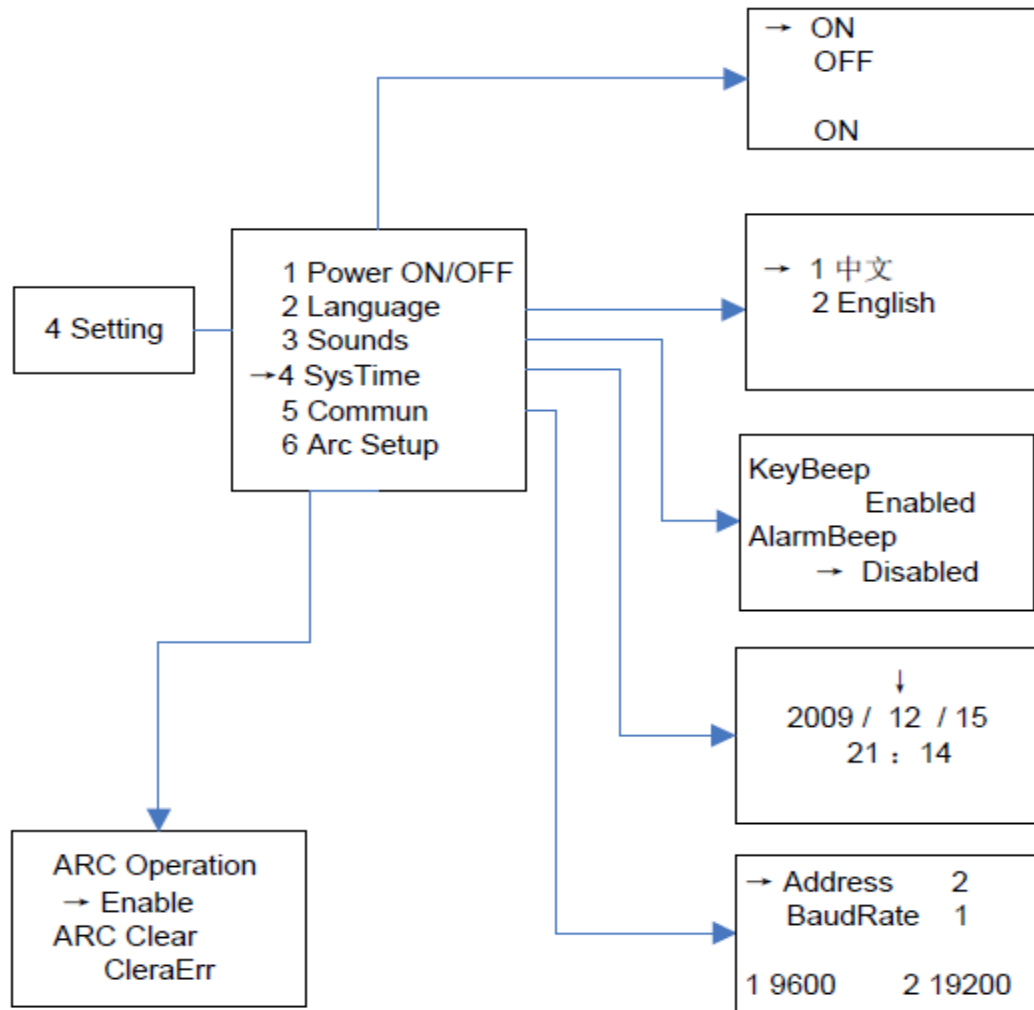 → ON
OFF
ON
4 Setting
1 Power ON/OFF
2 Language
3 Sounds
→4 SysTime
5 Commun
6 Arc Setup
→ 1 中文
2 English
KeyBeep
Enabled
AlarmBeep
→ Disabled
↓
2009 / 12 / 15
21 : 14
→ Address 2
BaudRate 1
1 9600 2 19200
ARC Operation
→ Enable
ARC Clear
CleraErr